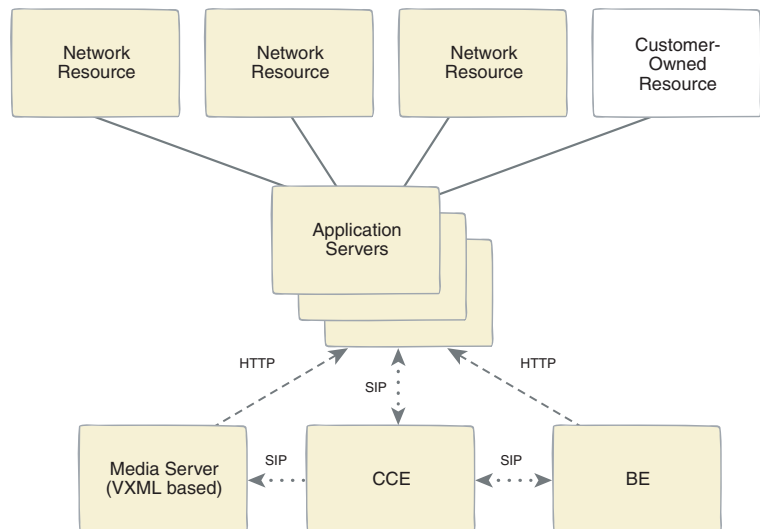 Network
Resource
Network
Resource
Network
Resource
Customer-
Owned
Resource
Application
Servers
HTTP
SIP
HTTP
Media Server
(VXML based)
SIP
CCE
SIP
BE